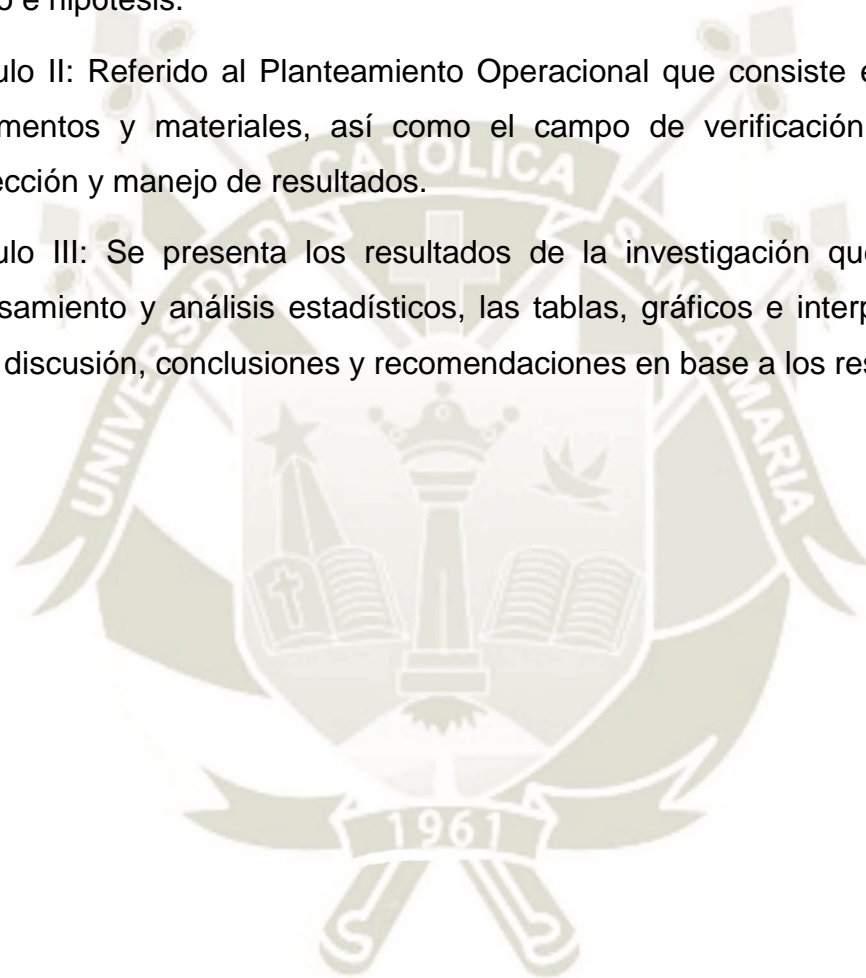 o e hipótesis.
ulo II: Referido al Planteamiento Operacional que consiste e
mentos y materiales, así como el campo de verificación
ección y manejo de resultados.
ulo III: Se presenta los resultados de la investigación que
samiento y análisis estadísticos, las tablas, gráficos e interp
discusión, conclusiones y recomendaciones en base a los res
UNIVERSIDAD CATOLICA SANTA MARIA
1961